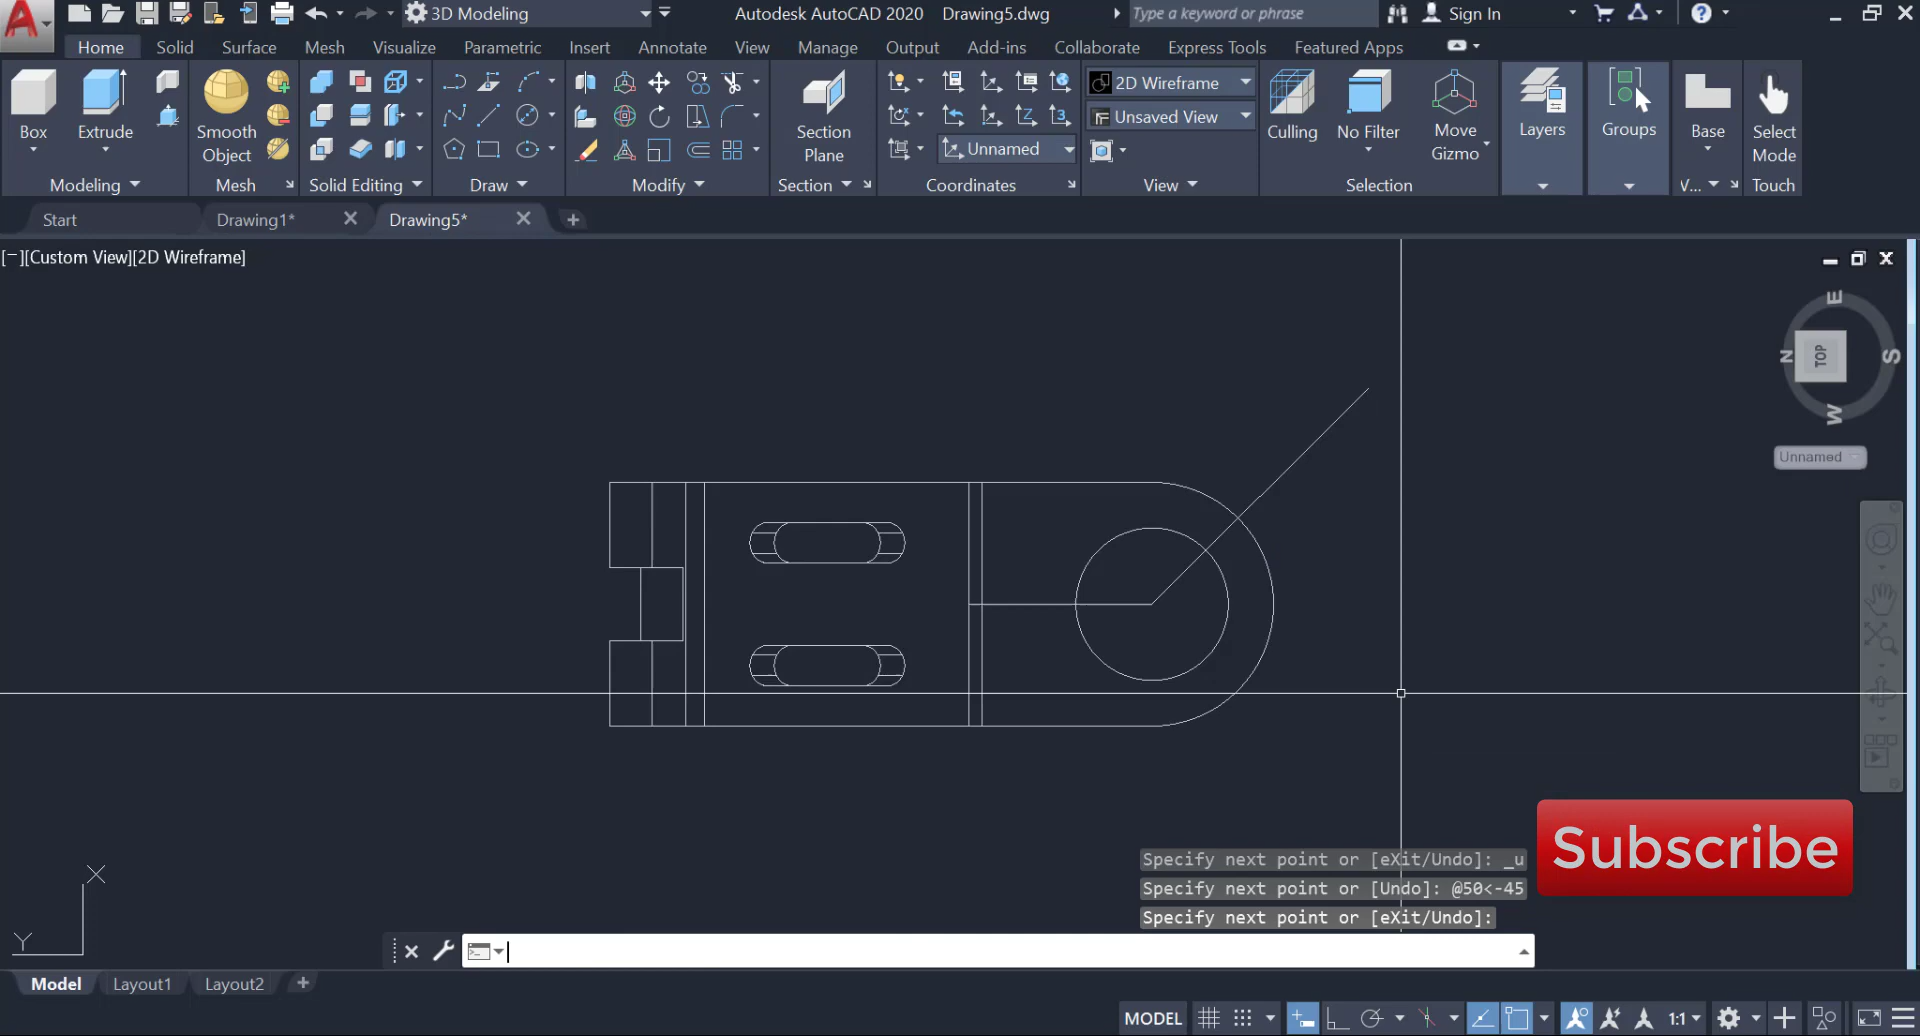 3D Modeling
Autodesk AutoCAD 2020 Drawing5.dwg
Type a keyword or phrase
Sign In
Home Solid Surface Mesh Visualize Parametric Insert Annotate View Manage Output Add-ins Collaborate Express Tools Featured Apps
Box
Extrude
Smooth
Object
Section
Plane
2D Wireframe
Unsaved View
Unnamed
Culling
No Filter
Move
Gizmo
Layers
Groups
Base
Select
Mode
Modeling
Mesh
Solid Editing
Draw
Modify
Section
Coordinates
View
Selection
V...
Touch
Start
Drawing1*
Drawing5*
[−][Custom View][2D Wireframe]
E
N
TOP
S
W
Unnamed
Subscribe
Specify next point or [eXit/Undo]: _u
Specify next point or [Undo]: @50<-45
Specify next point or [eXit/Undo]:
X
Y
Model
Layout1
Layout2
MODEL
1:1